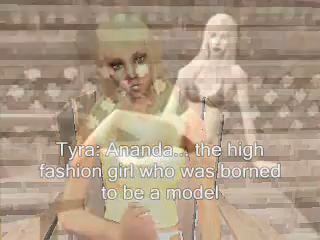 Tyra: Ananda... the high
fashion girl who was borned
to be a model